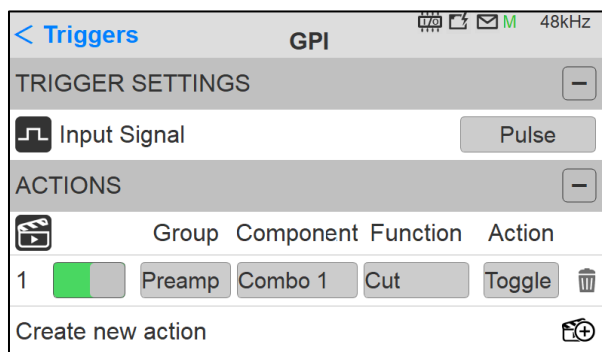 < Triggers GPI I/O M 48kHz
TRIGGER SETTINGS
Input Signal Pulse
ACTIONS
Group Component Function Action
1 Preamp Combo 1 Cut Toggle
Create new action